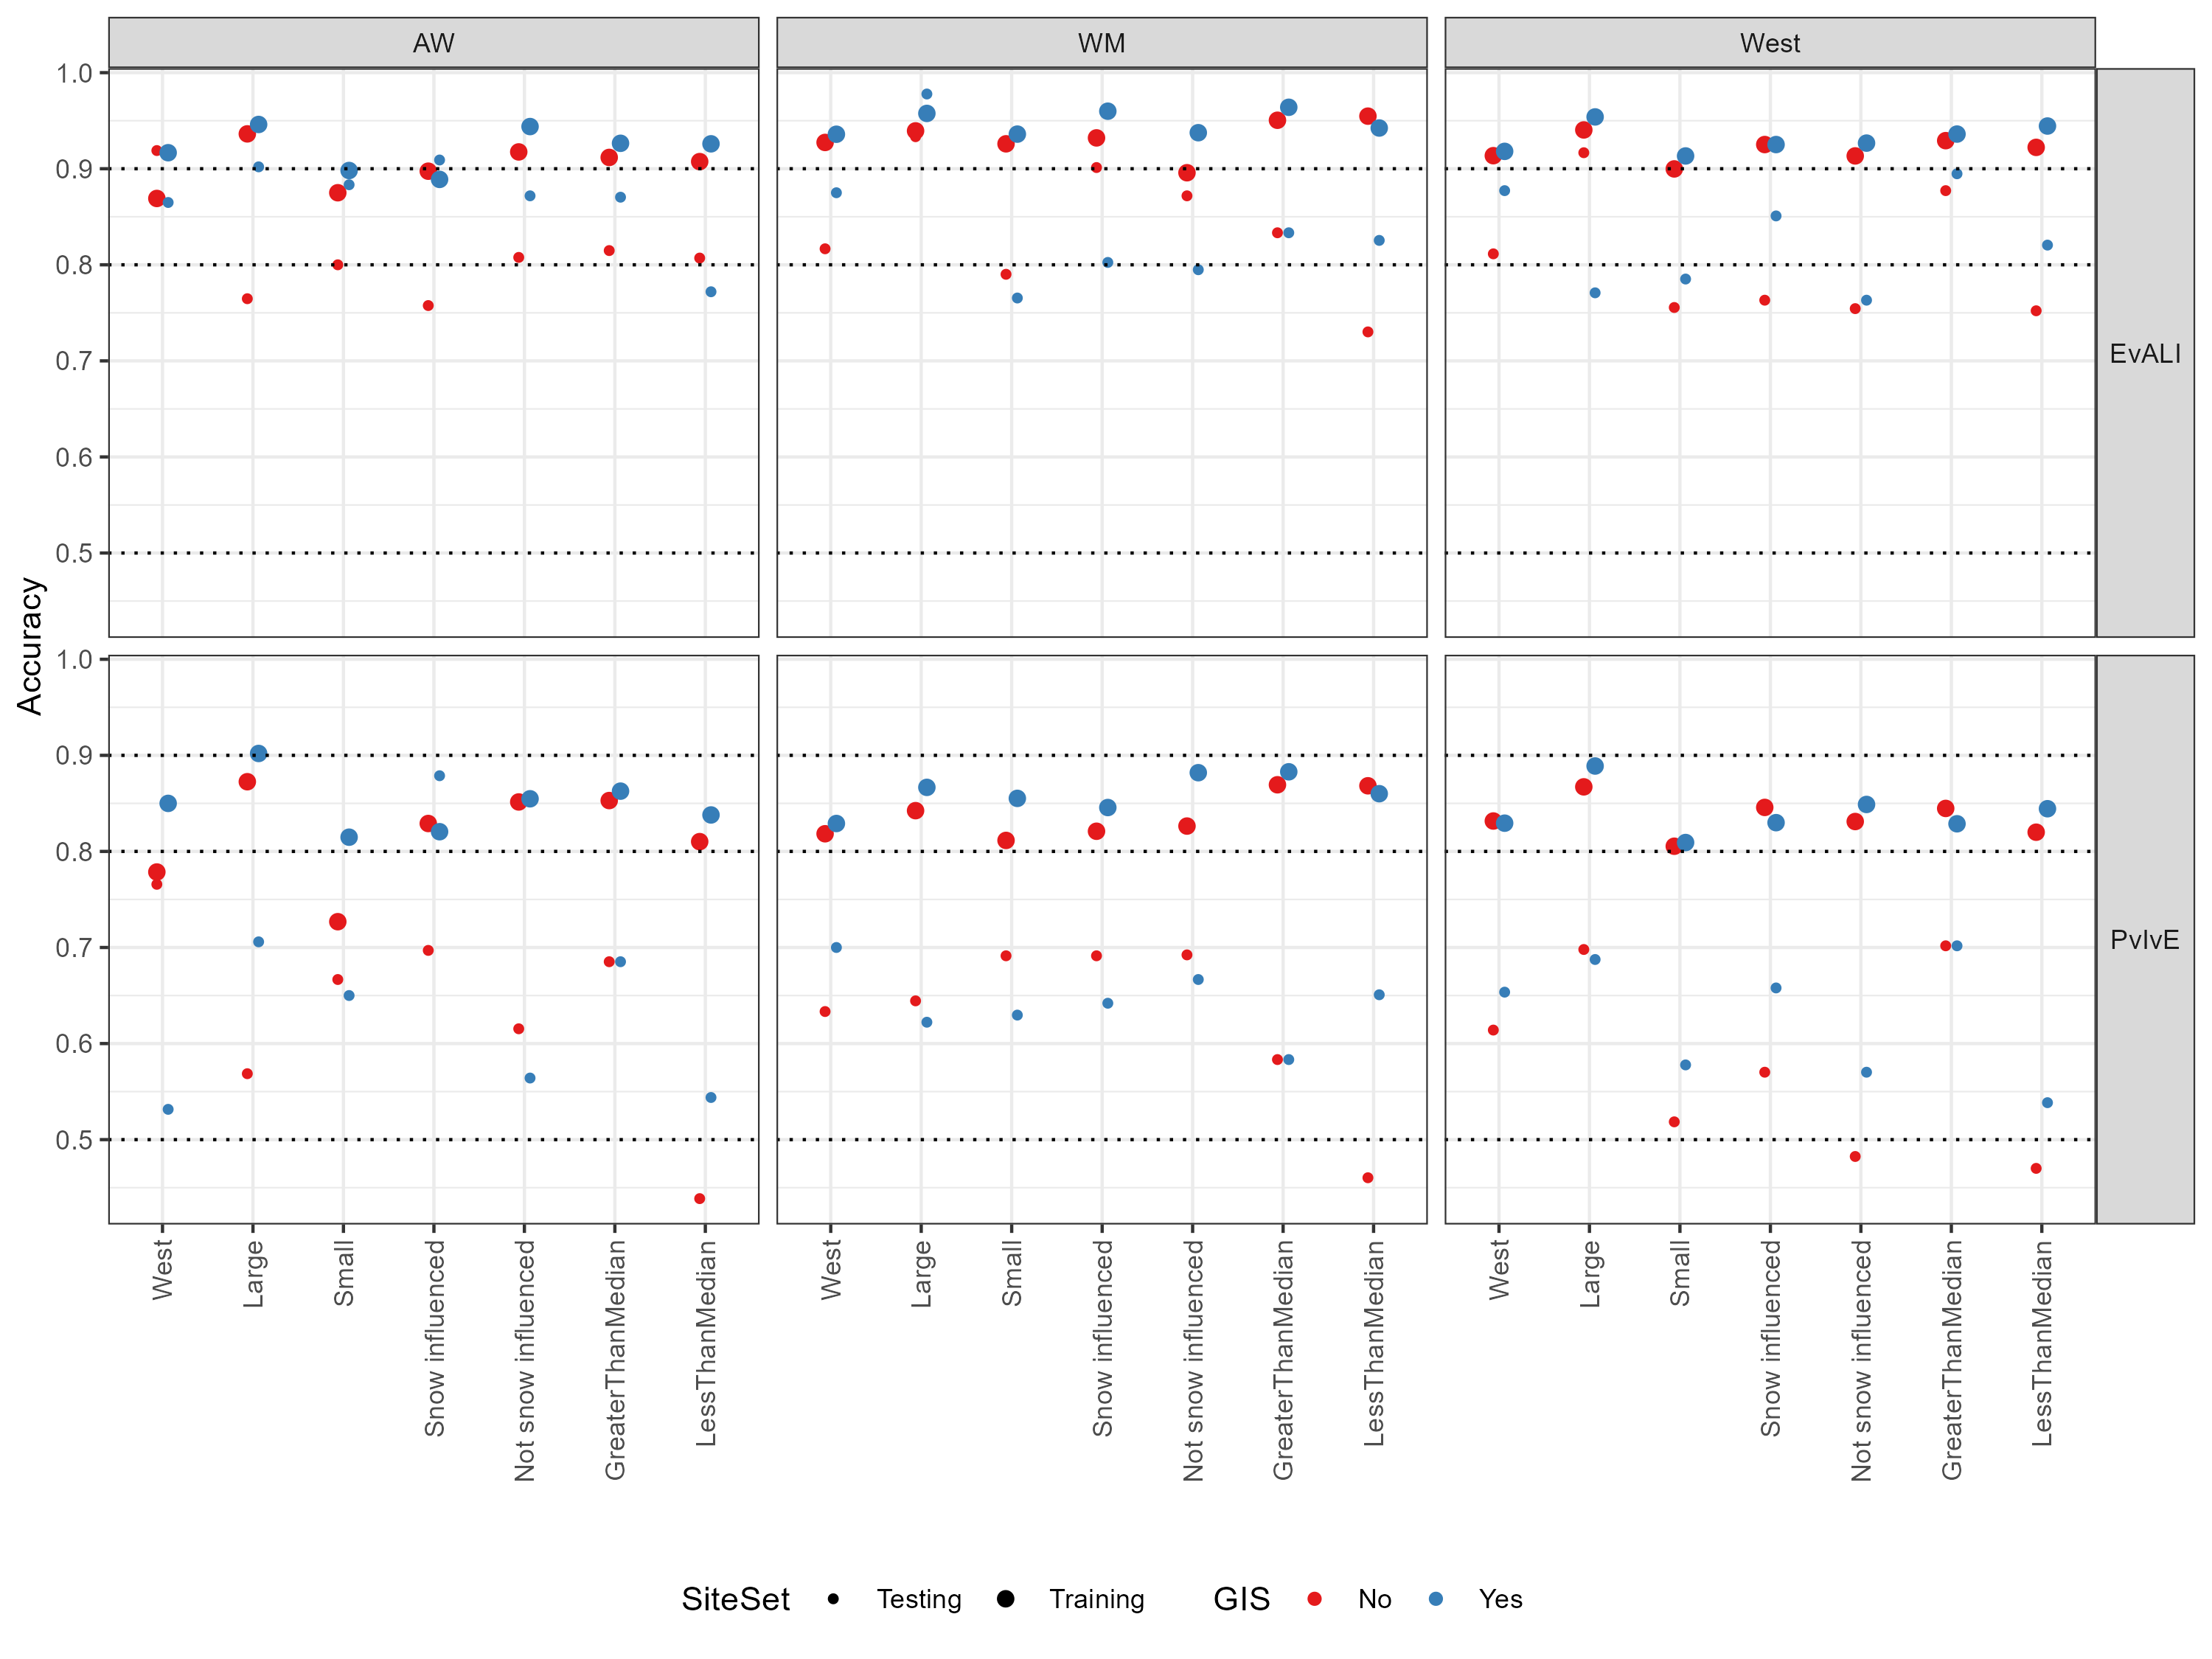 AW WM West
1.0
0.9
0.8
0.7
0.6
0.5
EvALI
Accuracy
1.0
0.9
0.8
0.7
0.6
0.5
PvIvE
West Large Small Snow influenced Not snow influenced GreaterThanMedian LessThanMedian
West Large Small Snow influenced Not snow influenced GreaterThanMedian LessThanMedian
West Large Small Snow influenced Not snow influenced GreaterThanMedian LessThanMedian
SiteSet Testing Training GIS No Yes